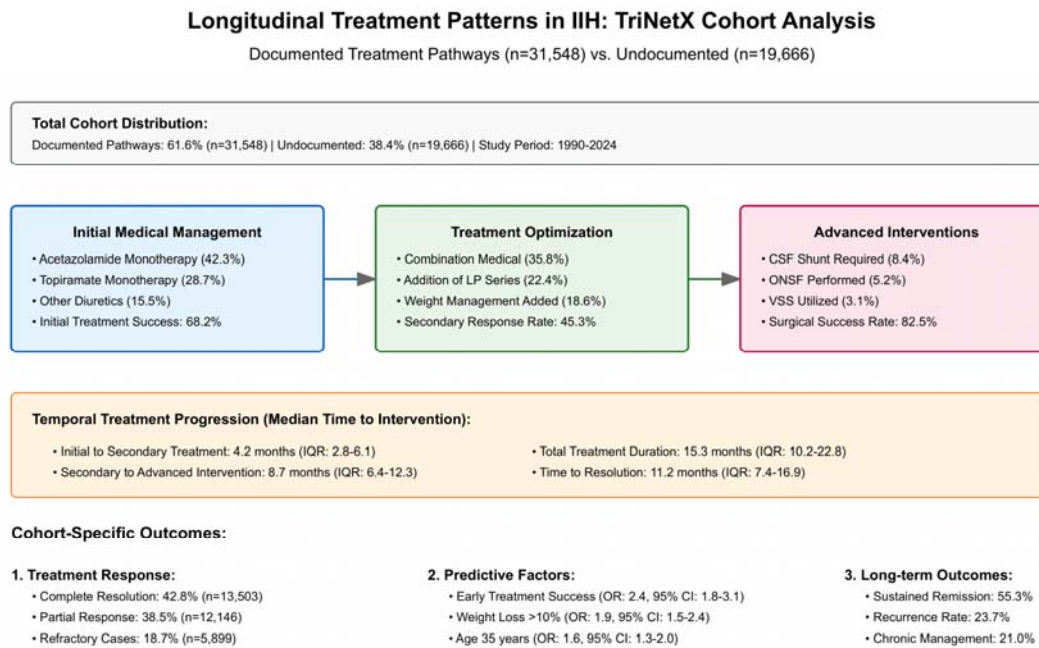 Longitudinal Treatment Patterns in IIH: TriNetX Cohort Analysis
Documented Treatment Pathways (n=31,548) vs. Undocumented (n=19,666)
Total Cohort Distribution:
Documented Pathways: 61.6% (n=31,548) | Undocumented: 38.4% (n=19,666) | Study Period: 1990-2024
Initial Medical Management
• Acetazolamide Monotherapy (42.3%)
• Topiramate Monotherapy (28.7%)
• Other Diuretics (15.5%)
• Initial Treatment Success: 68.2%
Treatment Optimization
• Combination Medical (35.8%)
• Addition of LP Series (22.4%)
• Weight Management Added (18.6%)
• Secondary Response Rate: 45.3%
Advanced Interventions
• CSF Shunt Required (8.4%)
• ONSF Performed (5.2%)
• VSS Utilized (3.1%)
• Surgical Success Rate: 82.5%
Temporal Treatment Progression (Median Time to Intervention):
• Initial to Secondary Treatment: 4.2 months (IQR: 2.8-6.1)
• Secondary to Advanced Intervention: 8.7 months (IQR: 6.4-12.3)
• Total Treatment Duration: 15.3 months (IQR: 10.2-22.8)
• Time to Resolution: 11.2 months (IQR: 7.4-16.9)
Cohort-Specific Outcomes:
1. Treatment Response:
• Complete Resolution: 42.8% (n=13,503)
• Partial Response: 38.5% (n=12,146)
• Refractory Cases: 18.7% (n=5,899)
2. Predictive Factors:
• Early Treatment Success (OR: 2.4, 95% CI: 1.8-3.1)
• Weight Loss >10% (OR: 1.9, 95% CI: 1.5-2.4)
• Age 35 years (OR: 1.6, 95% CI: 1.3-2.0)
3. Long-term Outcomes:
• Sustained Remission: 55.3%
• Recurrence Rate: 23.7%
• Chronic Management: 21.0%